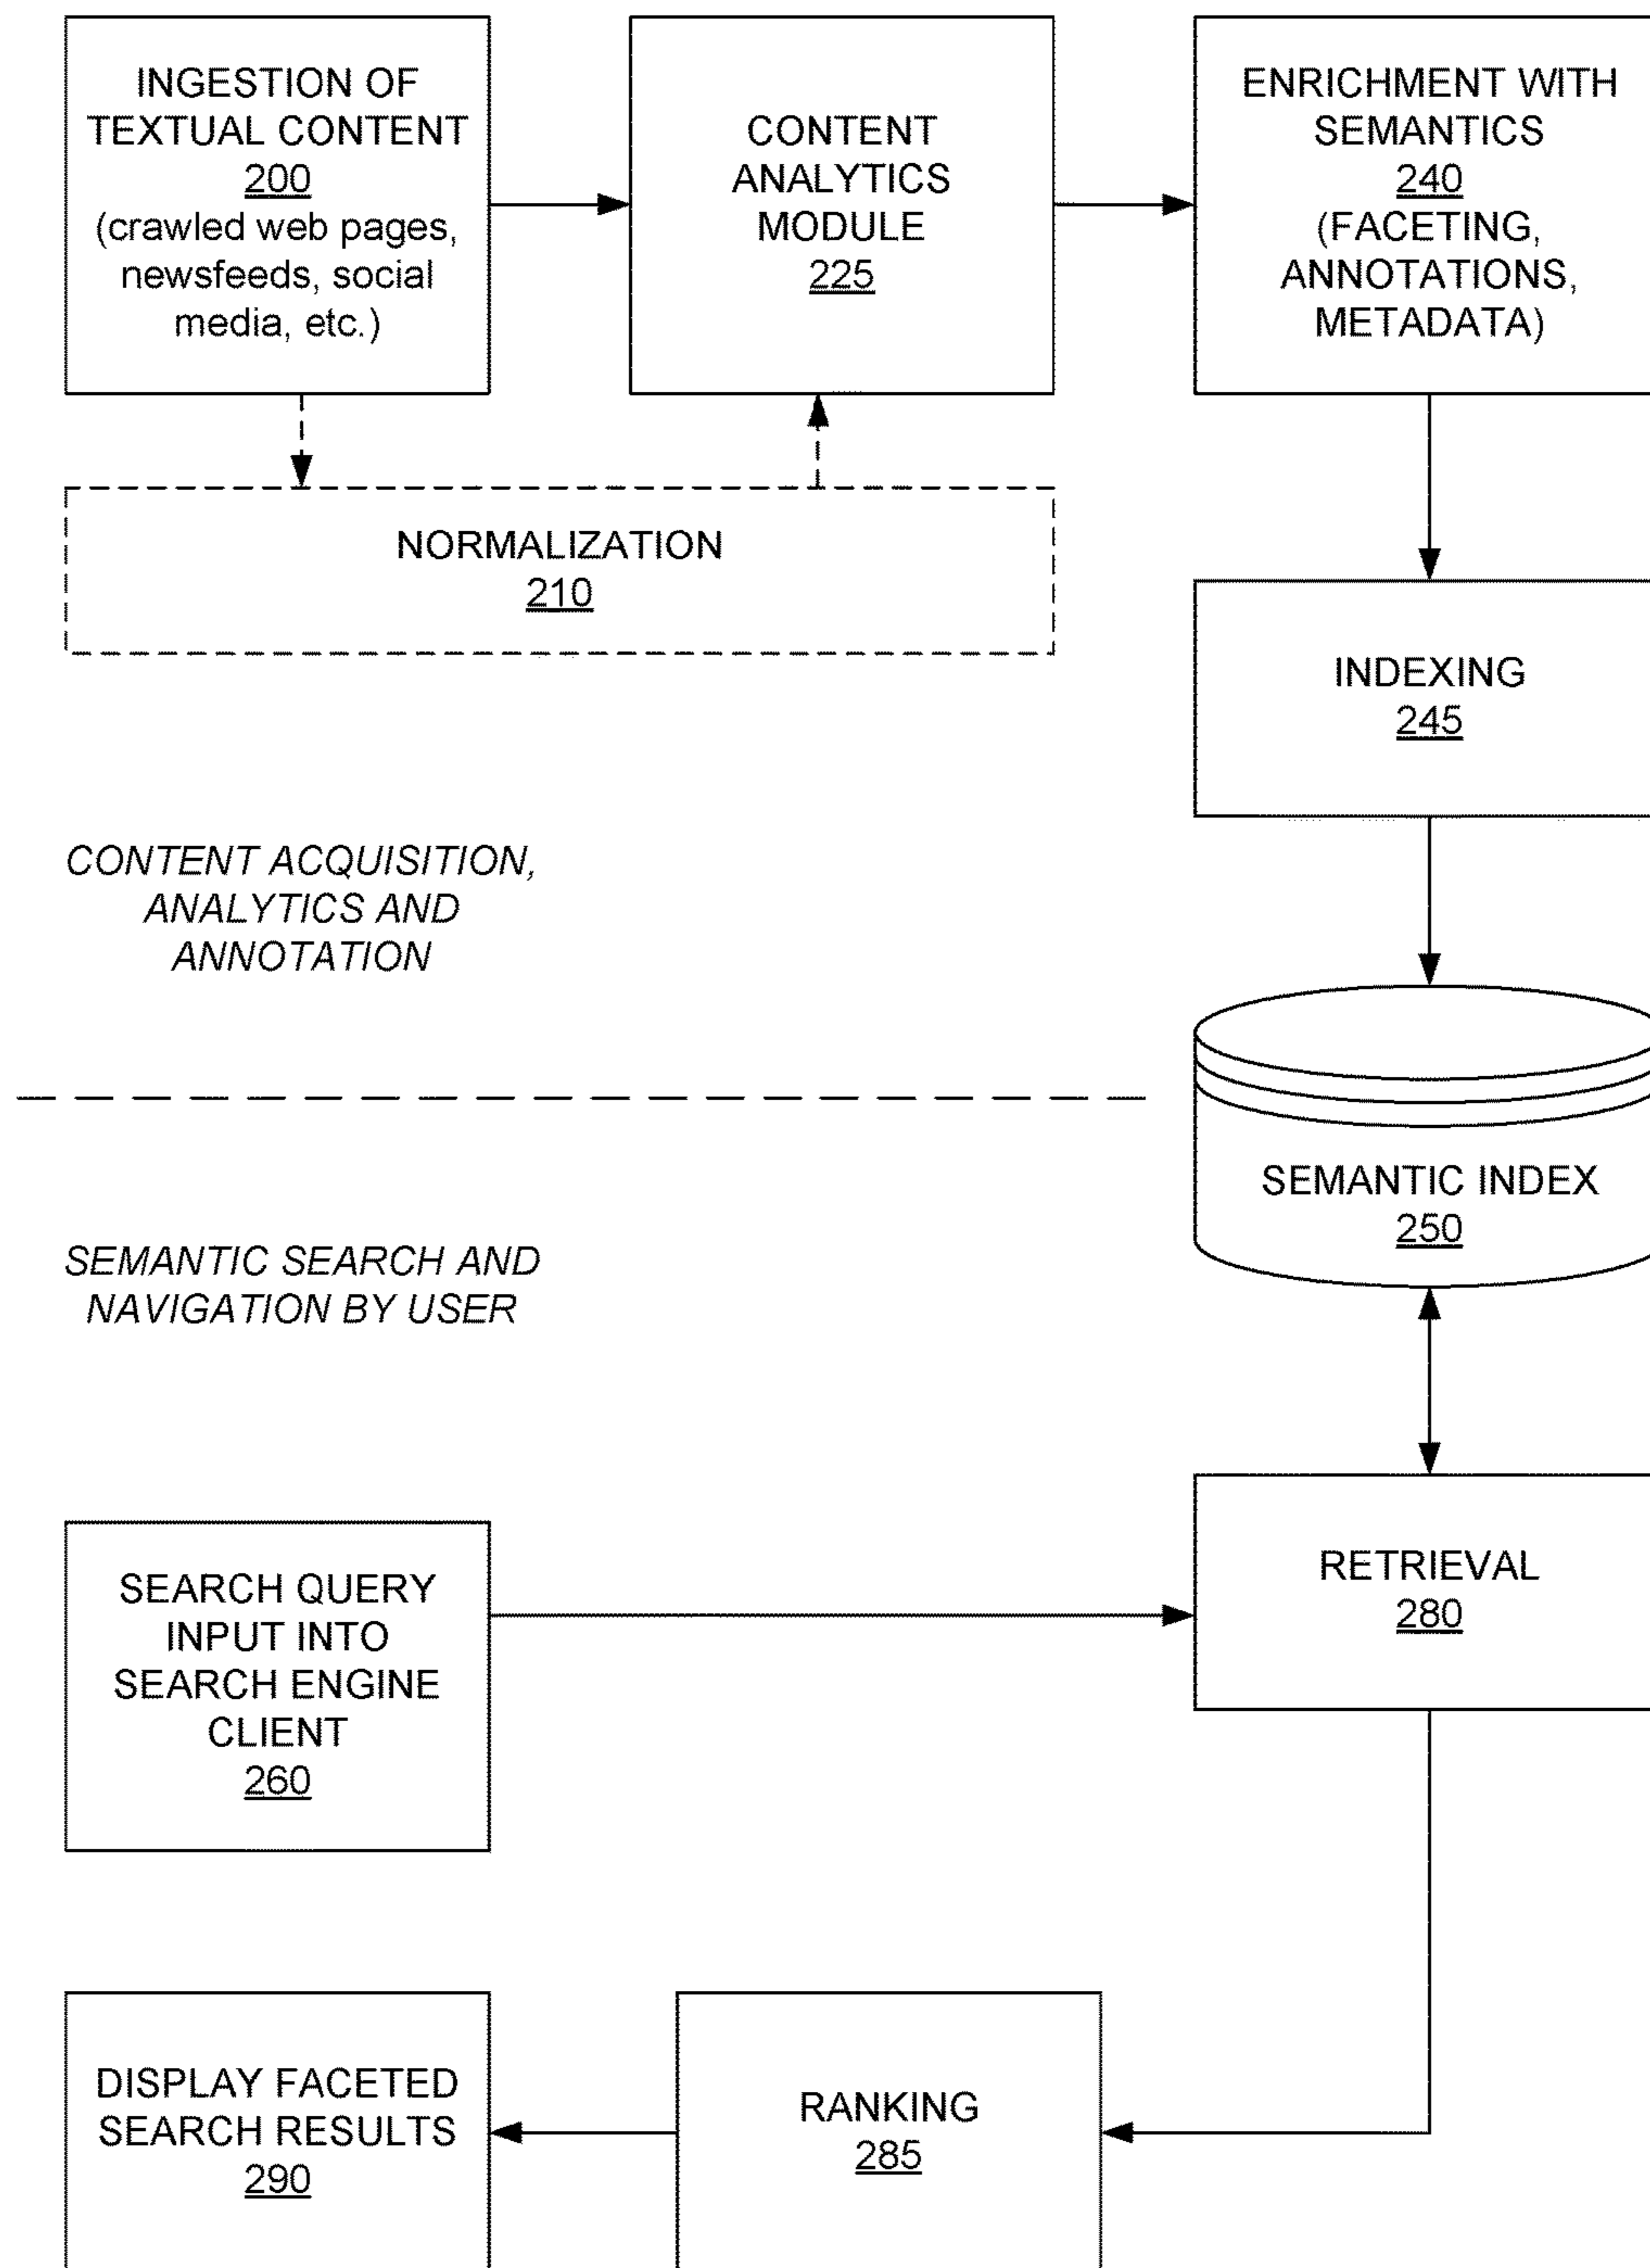 INGESTION OF
TEXTUAL CONTENT
200
(crawled web pages,
newsfeeds, social
media, etc.)
CONTENT
ANALYTICS
MODULE
225
ENRICHMENT WITH
SEMANTICS
240
(FACETING,
ANNOTATIONS,
METADATA)
NORMALIZATION
210
INDEXING
245
CONTENT ACQUISITION,
ANALYTICS AND
ANNOTATION
SEMANTIC INDEX
250
SEMANTIC SEARCH AND
NAVIGATION BY USER
SEARCH QUERY
INPUT INTO
SEARCH ENGINE
CLIENT
260
RETRIEVAL
280
DISPLAY FACETED
SEARCH RESULTS
290
RANKING
285